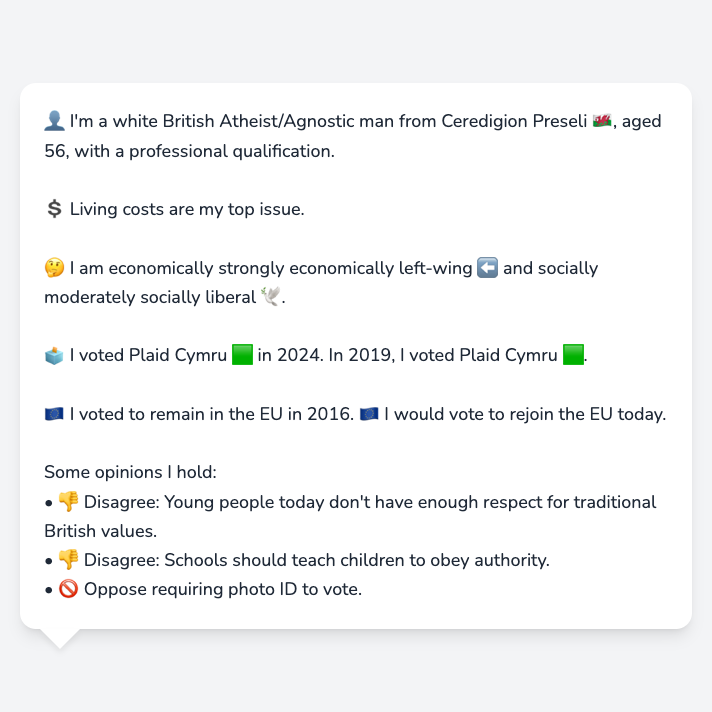 👤 I'm a white British Atheist/Agnostic man from Ceredigion Preseli 🏴󠁧󠁢󠁷󠁬󠁳󠁿, aged
56, with a professional qualification.
💲 Living costs are my top issue.
🤔 I am economically strongly economically left-wing ⬅️ and socially
moderately socially liberal 🕊️.
🗳️ I voted Plaid Cymru 🟩 in 2024. In 2019, I voted Plaid Cymru 🟩.
🇪🇺 I voted to remain in the EU in 2016. 🇪🇺 I would vote to rejoin the EU today.
Some opinions I hold:
• 👎 Disagree: Young people today don't have enough respect for traditional
British values.
• 👎 Disagree: Schools should teach children to obey authority.
• 🚫 Oppose requiring photo ID to vote.